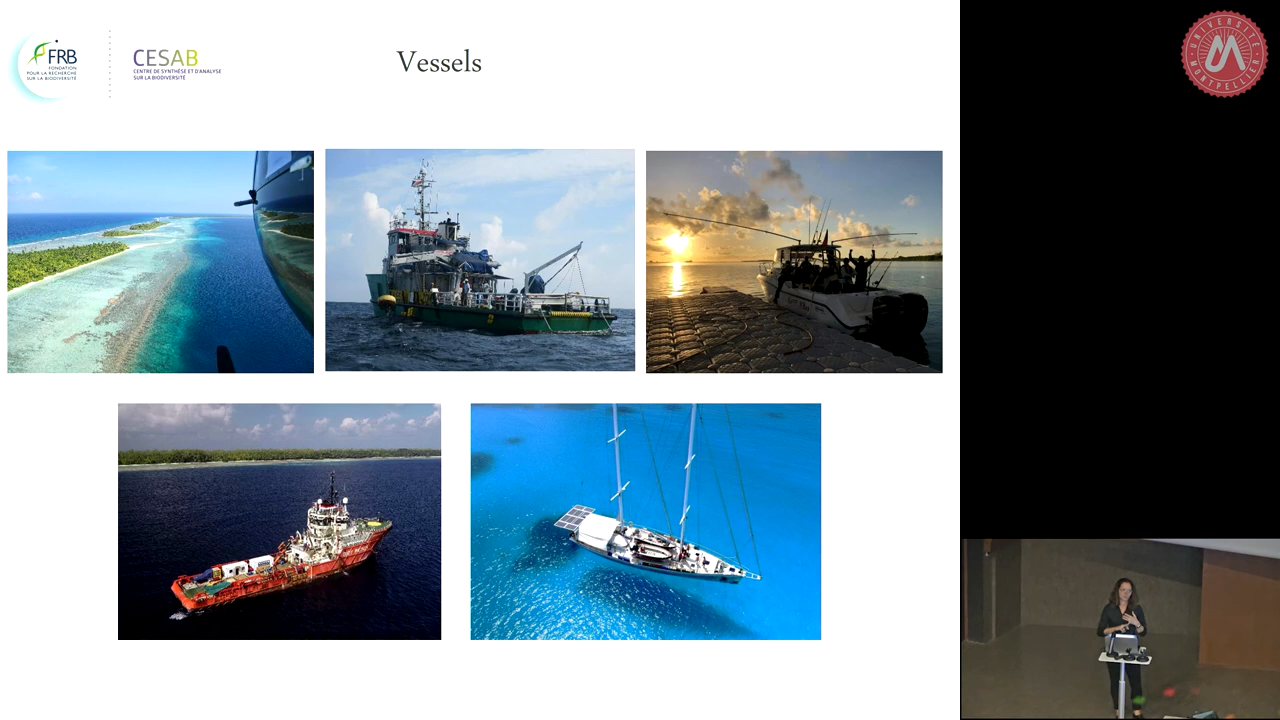 FRB
FONDATION
POUR LA RECHERCHE
SUR LA BIODIVERSITÉ
CESAB
CENTRE DE SYNTHÈSE ET D'ANALYSE
SUR LA BIODIVERSITÉ
Vessels
UNIVERSITÉ
MONTPELLIER